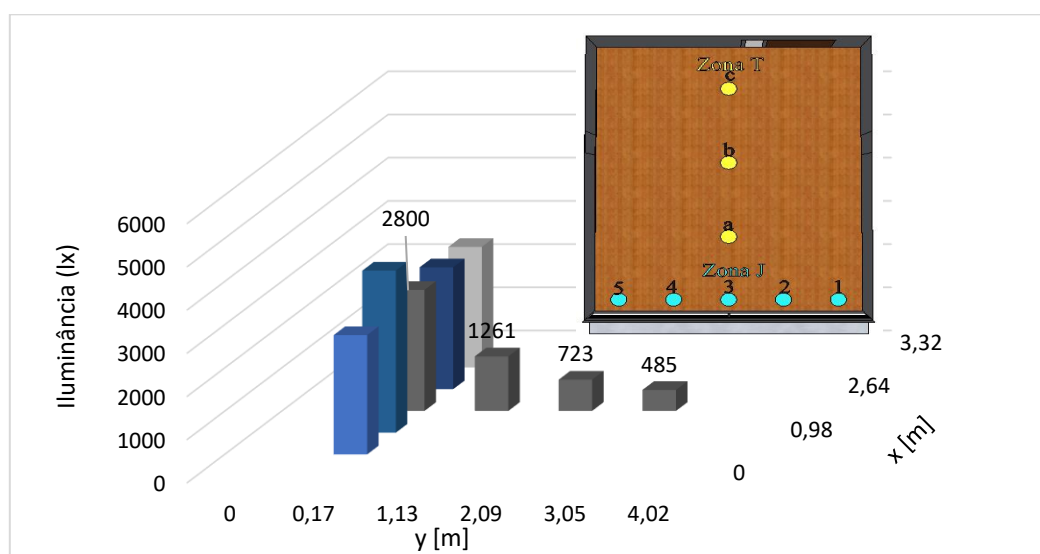 Zona T
c
b
a
Zona J
5 4 3 2 1
6000
5000
4000
3000
2000
1000
0
Iluminância (lx)
2800
1261
723
485
0 0,17 1,13 2,09 3,05 4,02
y [m]
0
0,98
2,64
3,32
x [m]